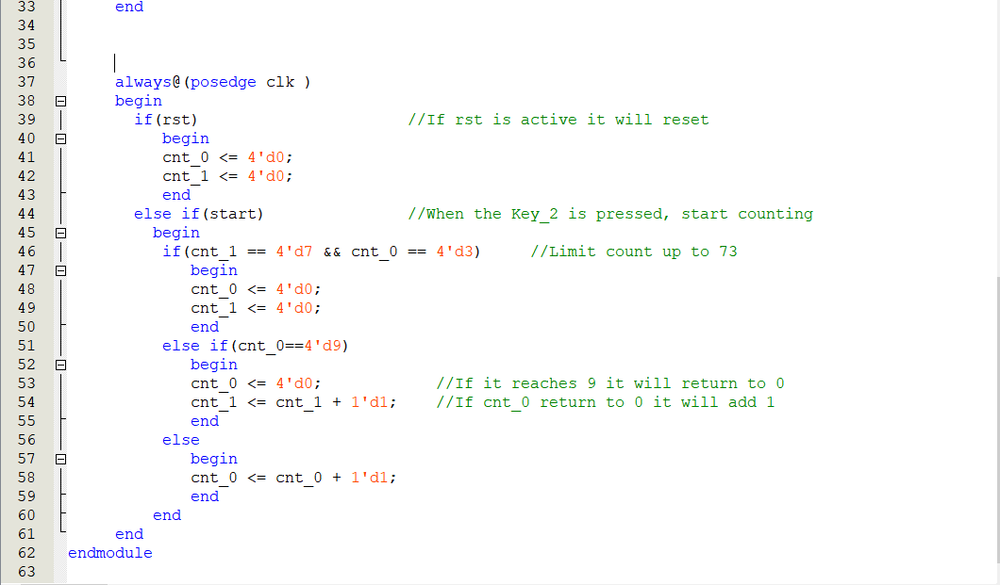 33 end
34
35
36
37 always@(posedge clk )
38 begin
39 if(rst) //If rst is active it will reset
40 begin
41 cnt_0 <= 4'd0;
42 cnt_1 <= 4'd0;
43 end
44 else if(start) //When the Key_2 is pressed, start counting
45 begin
46 if(cnt_1 == 4'd7 && cnt_0 == 4'd3) //Limit count up to 73
47 begin
48 cnt_0 <= 4'd0;
49 cnt_1 <= 4'd0;
50 end
51 else if(cnt_0==4'd9)
52 begin
53 cnt_0 <= 4'd0; //If it reaches 9 it will return to 0
54 cnt_1 <= cnt_1 + 1'd1; //If cnt_0 return to 0 it will add 1
55 end
56 else
57 begin
58 cnt_0 <= cnt_0 + 1'd1;
59 end
60 end
61 end
62 endmodule
63